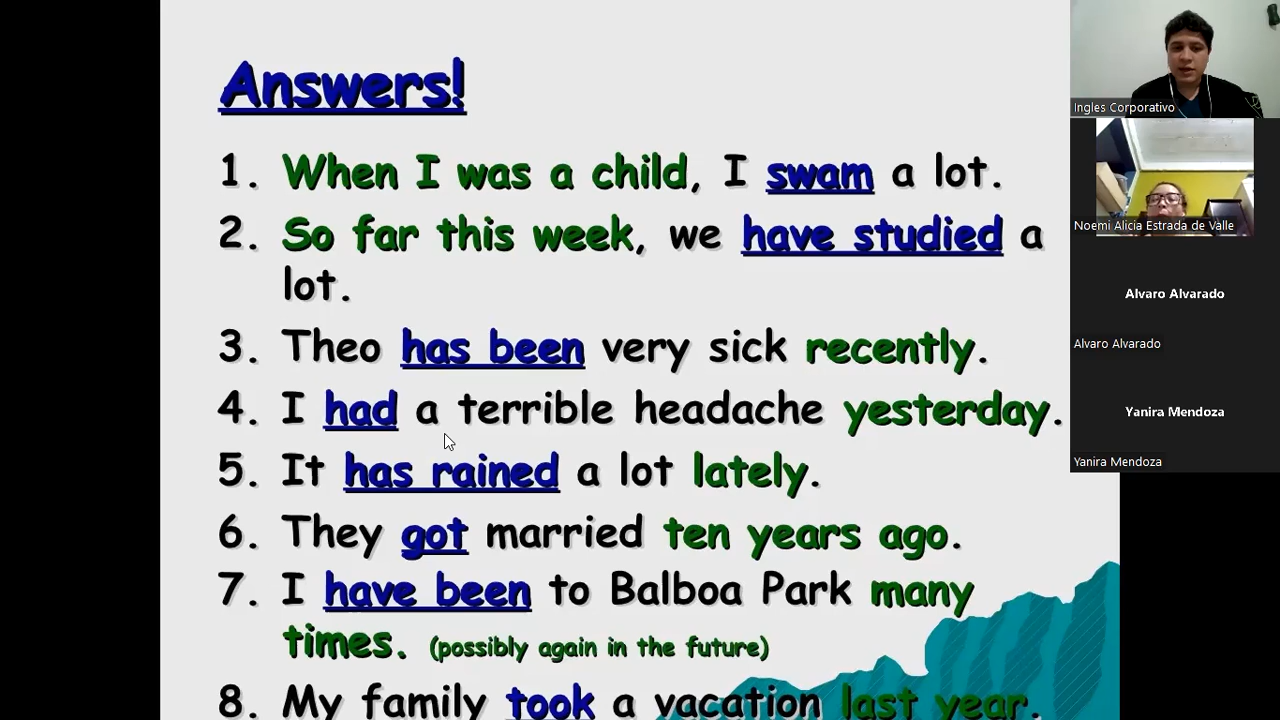 Answers!
1. When I was a child, I swam a lot.
2. So far this week, we have studied a
lot.
3. Theo has been very sick recently.
4. I had a terrible headache yesterday.
5. It has rained a lot lately.
6. They got married ten years ago.
7. I have been to Balboa Park many
times. (possibly again in the future)
8. My family took a vacation last year.
Ingles Corporativo
Noemi Alicia Estrada de Valle
Alvaro Alvarado
Alvaro Alvarado
Yanira Mendoza
Yanira Mendoza